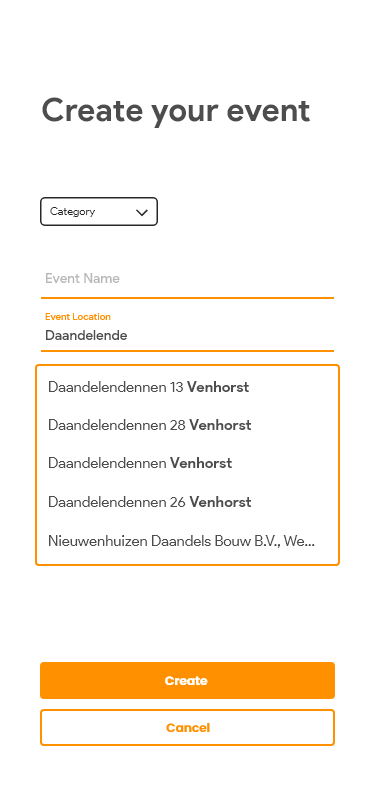 Create your event
Category
Event Name
Event Location
Daandelende
Daandelendennen 13 Venhorst
Daandelendennen 28 Venhorst
Daandelendennen Venhorst
Daandelendennen 26 Venhorst
Nieuwenhuizen Daandels Bouw B.V., We...
Create
Cancel